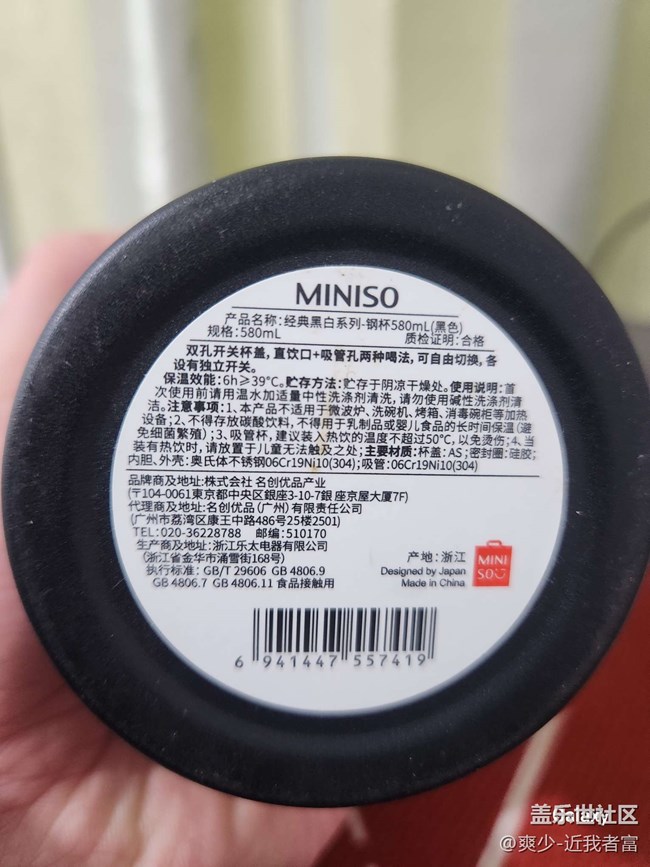 MINISO
产品名称:经典黑白系列-钢杯580mL(黑色)
规格:580mL 质检证明:合格
双孔开关杯盖,直饮口+吸管孔两种喝法,可自由切换,各
设有独立开关。
保温效能:6h≥39°C。贮存方法:贮存于阴凉干燥处。使用说明:首
次使用前请用温水加适量中性洗涤剂清洗,请勿使用碱性洗涤剂清
洁。注意事项:1、本产品不适用于微波炉、洗碗机、烤箱、消毒碗柜等加热
设备;2、不得存放碳酸饮料,不得用于乳制品或婴儿食品的长时间保温(避
免细菌繁殖);3、吸管杯,建议装入热饮的温度不超过50°C,以免烫伤;4、当
装有热饮时,请放置于儿童无法触及之处;主要材质:杯盖:AS;密封圈:硅胶;
内胆、外壳:奥氏体不锈钢06Cr19Ni10(304);吸管:06Cr19Ni10(304)
品牌商及地址:株式会社 名创优品产业
(〒104-0061東京都中央区銀座3-10-7銀座京屋大厦7F)
代理商及地址:名创优品(广州)有限责任公司
(广州市荔湾区康王中路486号25楼2501)
TEL:020-36228788 邮编:510170
生产商及地址:浙江乐太电器有限公司
(浙江省金华市涌雪街168号)
执行标准:GB/T 29606 GB 4806.9
GB 4806.7 GB 4806.11 食品接触用
产地:浙江
Designed by Japan
Made in China
MINI
SO
6 941447 557419
盖乐世社区
Galaxy
@爽少-近我者富